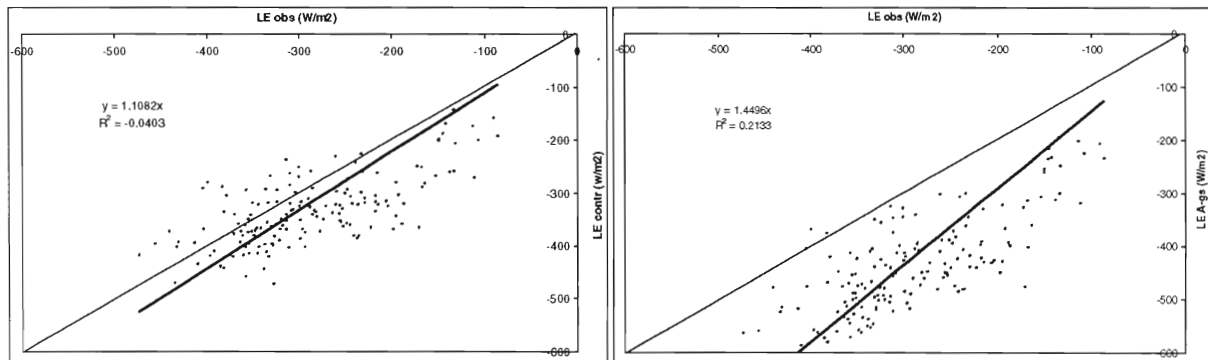 LE obs (W/m2)
-600 -500 -400 -300 -200 -100 0
0
-100
-200
-300
-400
-500
-600
y = 1.1082x
R² = -0.0403
LE contr (w/m2)
LE obs (W/m2)
-600 -500 -400 -300 -200 -100 0
0
-100
-200
-300
-400
-500
-600
y = 1.4496x
R² = 0.2133
LE A-gs (W/m2)